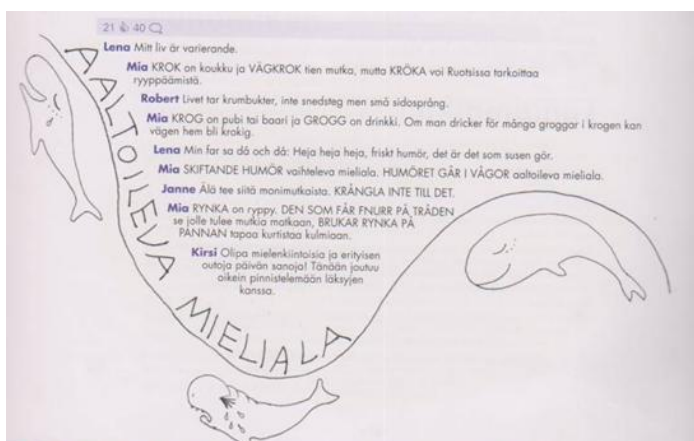 21 40
Lena Mitt liv är varierande.
Mia KROK on koukku ja VÄGKROK tien mutka, mutta KRÖKA voi Ruotsissa tarkoittaa
ryyppäämistä.
Robert Livet tar krumbukter, inte snedsteg men små sidosprång.
Mia KROG on pubi tai baari ja GROGG on drinkki. Om man dricker för många groggar i krogen kan
vägen hem bli krokig.
Lena Min far sa då och då: Heja heja heja, friskt humör, det är det som susen gör.
Mia SKIFTANDE HUMÖR vaihteleva mieliala. HUMÖRET GÅR I VÅGOR aaltoileva mieliala.
Janne Älä tee siitä monimutkaista. KRÅNGLA INTE TILL DET.
Mia RYNKA on ryppy. DEN SOM FÅR FNURR PÅ TRÅDEN
se jolle tulee mutkia matkaan, BRUKAR RYNKA PÅ
PANNAN tapaa kurtistaa kulmiaan.
Kirsi Olipa mielenkiintoisia ja erityisen
outoja päivän sanoja! Tänään joutuu
oikein pinnistelemään läksyjen
kanssa.
AALTOILEVA MIELIALA